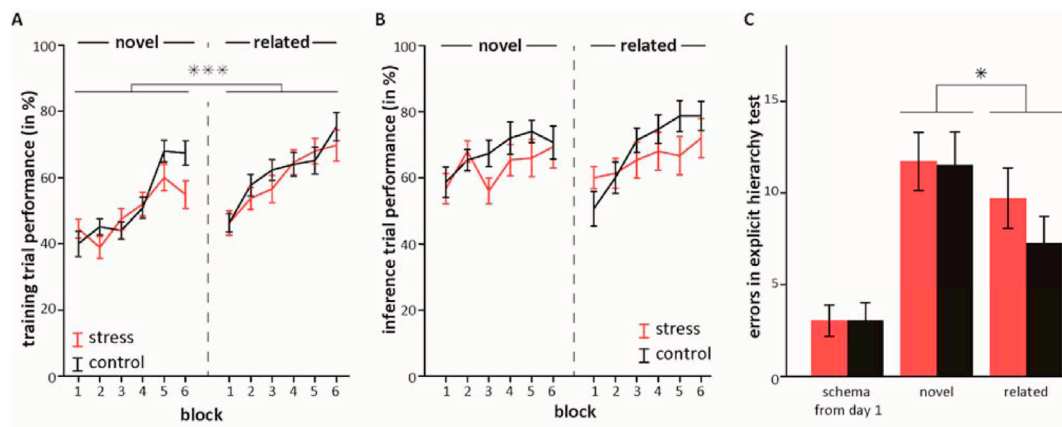 A
novel
related
***
training trial performance (in %)
100
80
60
40
20
0
stress
control
1 2 3 4 5 6 1 2 3 4 5 6
block
B
novel
related
inference trial performance (in %)
100
80
60
40
20
0
stress
control
1 2 3 4 5 6 1 2 3 4 5 6
block
C
*
errors in explicit hierarchy test
15
10
5
0
schema
from day 1
novel
related